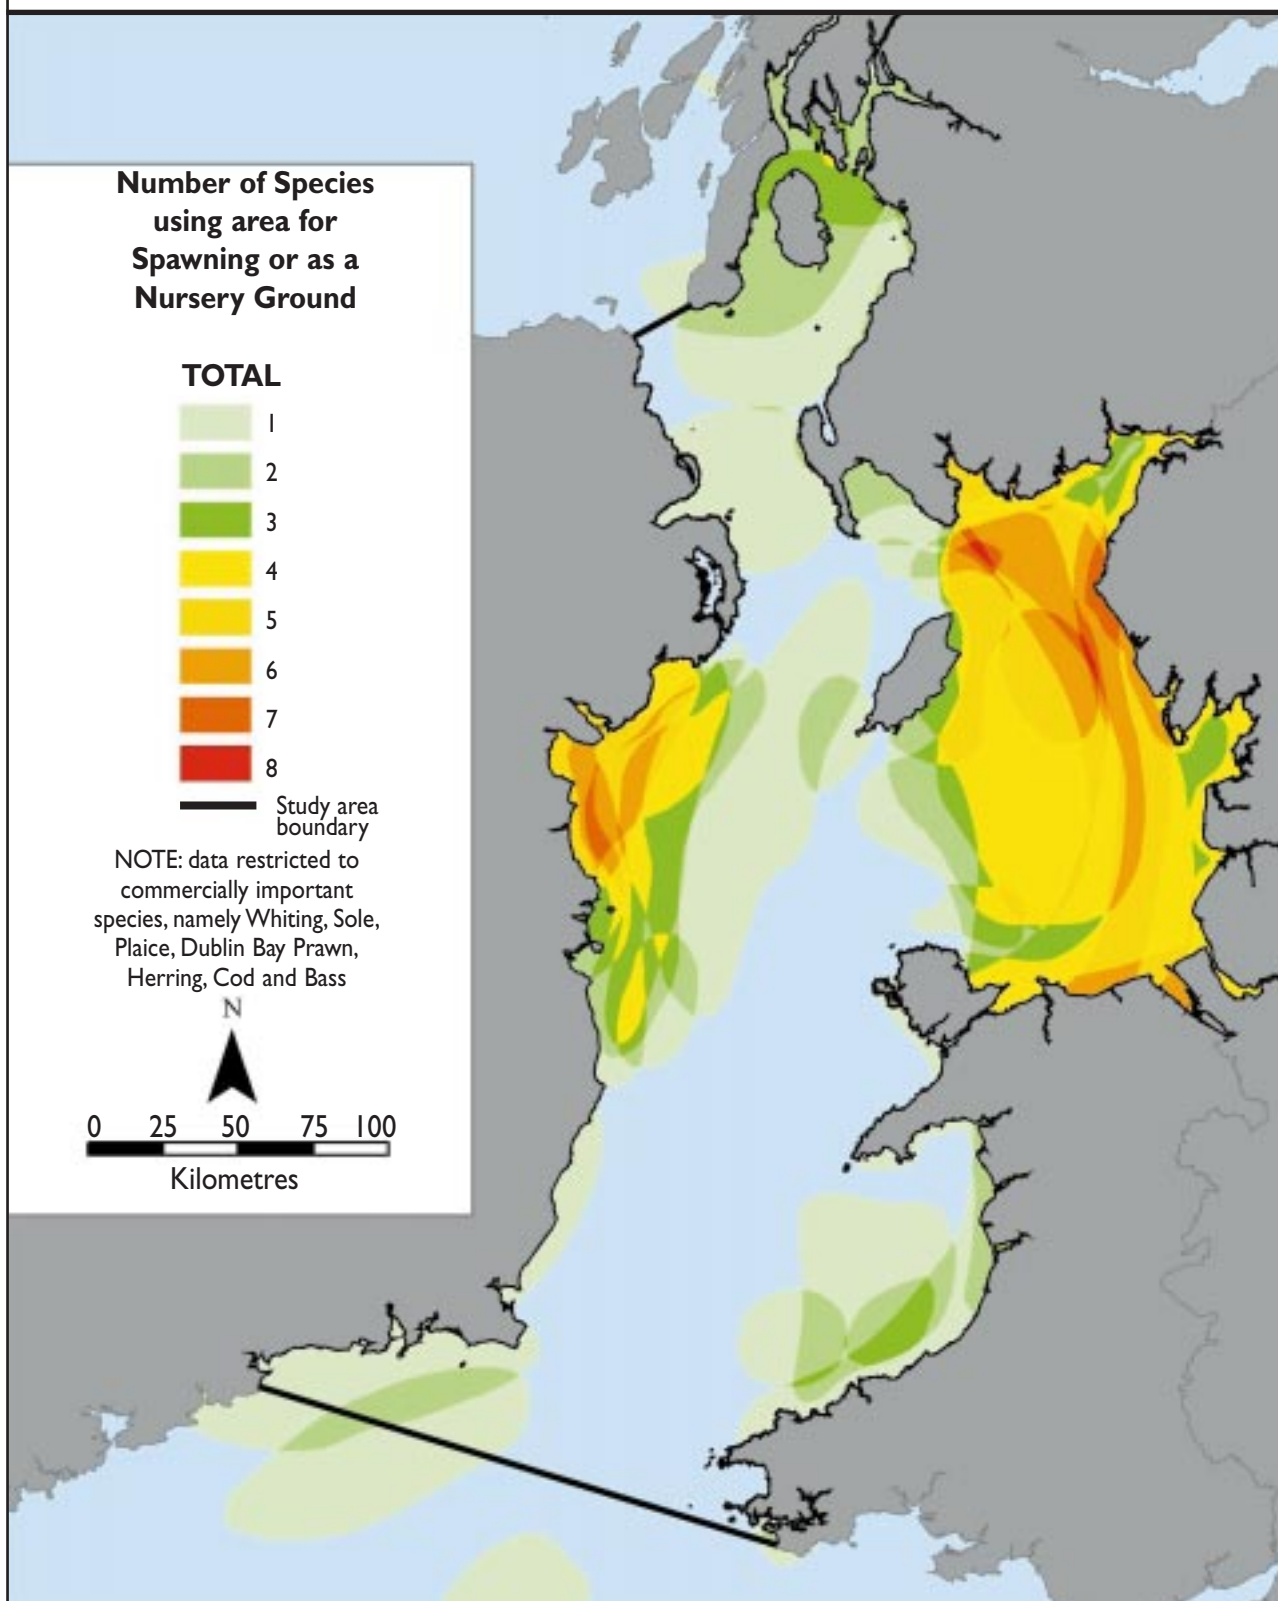 Number of Species
using area for
Spawning or as a
Nursery Ground
TOTAL
1
2
3
4
5
6
7
8
Study area
boundary
NOTE: data restricted to
commercially important
species, namely Whiting, Sole,
Plaice, Dublin Bay Prawn,
Herring, Cod and Bass
N
0 25 50 75 100
Kilometres